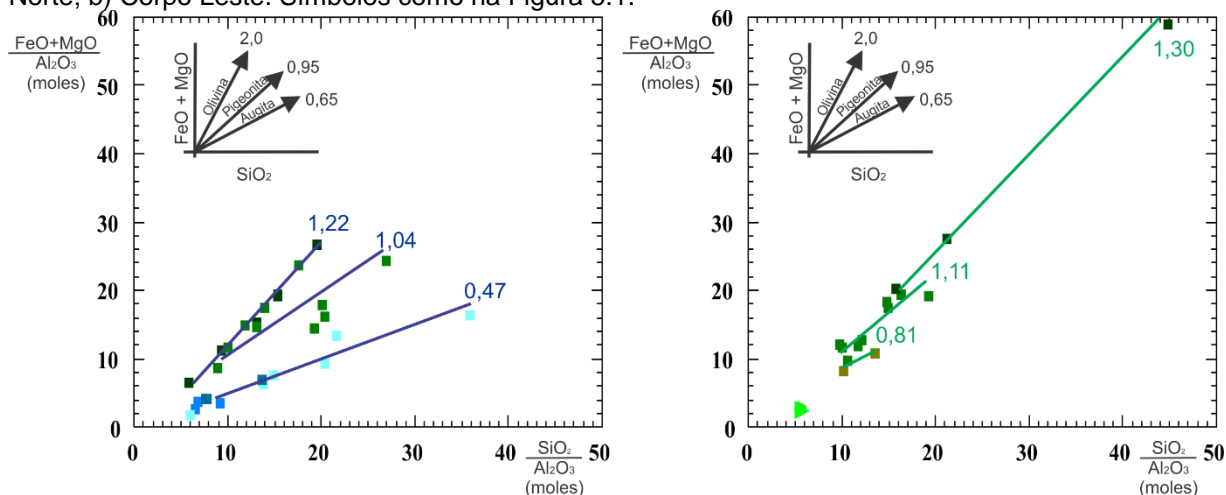 Norte; b) Corpo Leste. Símbolos como na Figura 5.1.
60
50
40
30
20
10
0
FeO+MgO
Al₂O₃
(moles)
FeO + MgO
SiO₂
Olivina
2,0
Pigeonita
0,95
Augita
0,65
1,22
1,04
0,47
0
10
20
30
40
50
SiO₂
Al₂O₃
(moles)
60
50
40
30
20
10
0
FeO+MgO
Al₂O₃
(moles)
FeO + MgO
SiO₂
Olivina
2,0
Pigeonita
0,95
Augita
0,65
1,30
1,11
0,81
0
10
20
30
40
50
SiO₂
Al₂O₃
(moles)